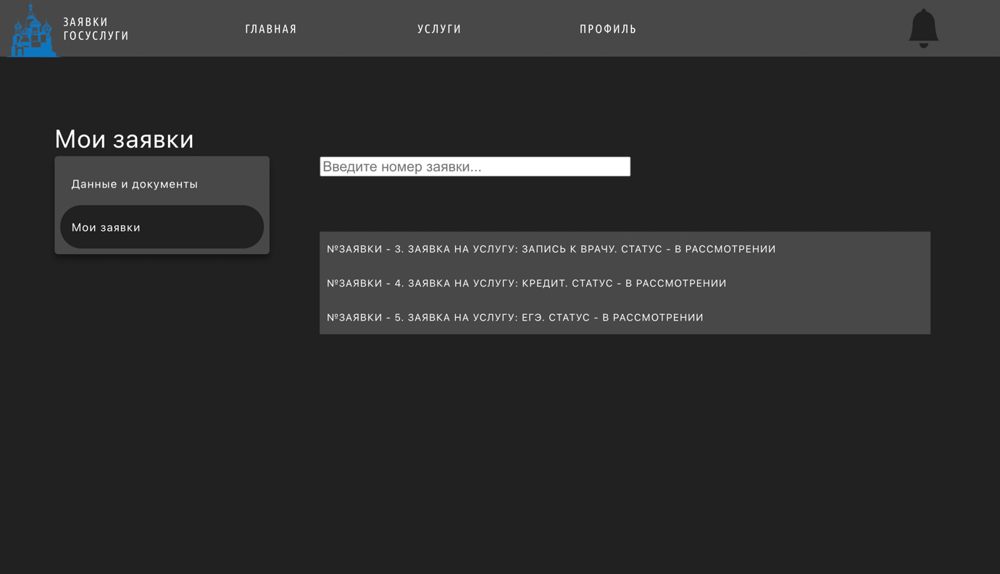 ЗАЯВКИ
ГОСУСЛУГИ
ГЛАВНАЯ
УСЛУГИ
ПРОФИЛЬ
Мои заявки
Данные и документы
Мои заявки
Введите номер заявки...
№ЗАЯВКИ - 3. ЗАЯВКА НА УСЛУГУ: ЗАПИСЬ К ВРАЧУ. СТАТУС - В РАССМОТРЕНИИ
№ЗАЯВКИ - 4. ЗАЯВКА НА УСЛУГУ: КРЕДИТ. СТАТУС - В РАССМОТРЕНИИ
№ЗАЯВКИ - 5. ЗАЯВКА НА УСЛУГУ: ЕГЭ. СТАТУС - В РАССМОТРЕНИИ